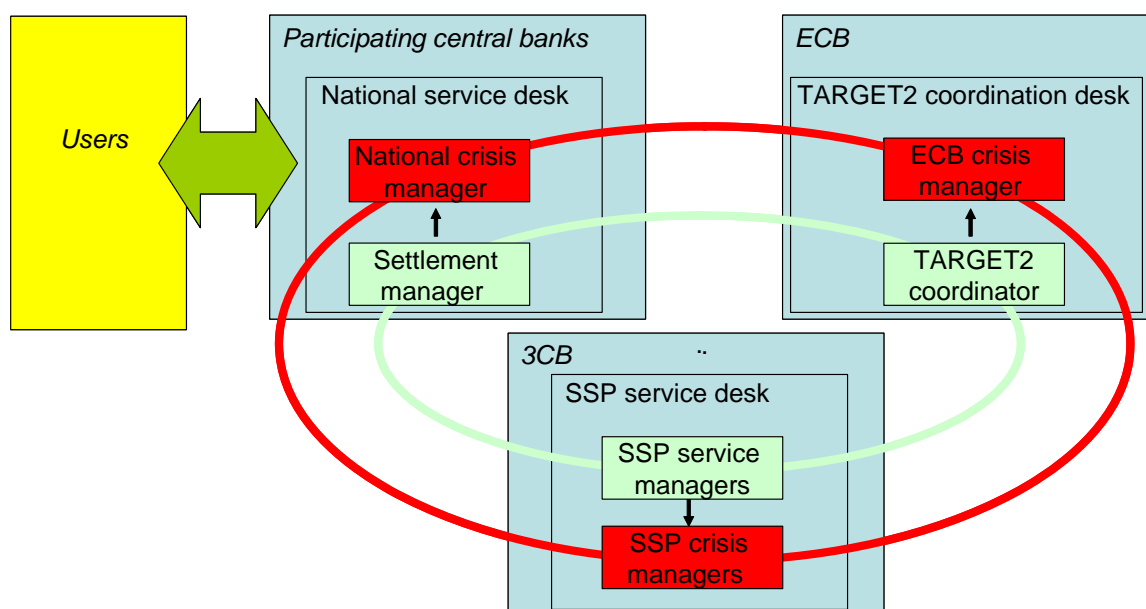 Participating central banks
ECB
National service desk
TARGET2 coordination desk
Users
National crisis
manager
ECB crisis
manager
Settlement
manager
TARGET2
coordinator
3CB
..
SSP service desk
SSP service
managers
SSP crisis
managers